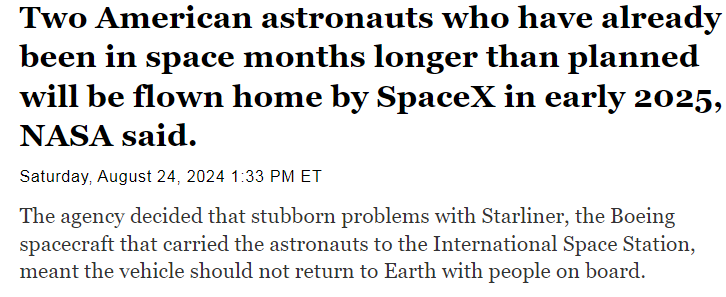 Two American astronauts who have already
been in space months longer than planned
will be flown home by SpaceX in early 2025,
NASA said.
Saturday, August 24, 2024 1:33 PM ET
The agency decided that stubborn problems with Starliner, the Boeing
spacecraft that carried the astronauts to the International Space Station,
meant the vehicle should not return to Earth with people on board.